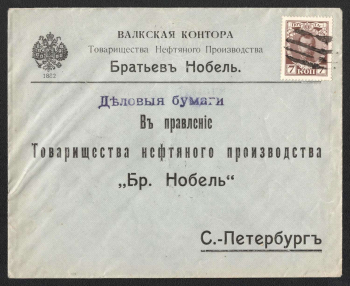 ВАЛКСКАЯ КОНТОРА
Товарищества Нефтяного Производства
Братьевъ Нобель.
1882
7 КОП 7
Дѣловыя бумаги
Въ правленіе
Товарищества нефтяного производства
„Бр. Нобель“
С.-Петербургъ